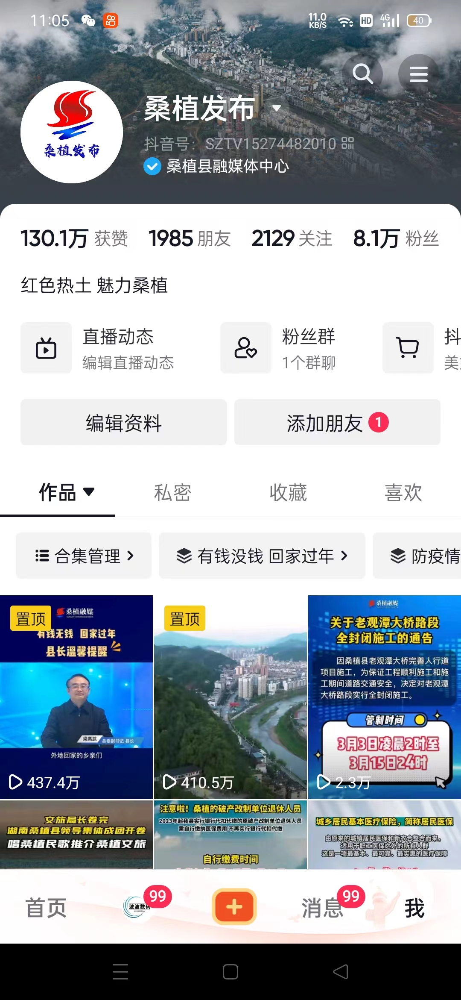 11:05
11.0
KB/S
HD
4G
40
桑植发布
桑植发布
抖音号：SZTV15274482010
桑植县融媒体中心
130.1万 获赞 1985 朋友 2129 关注 8.1万 粉丝
红色热土 魅力桑植
直播动态
编辑直播动态
粉丝群
1个群聊
抖
美
编辑资料
添加朋友 1
作品 私密 收藏 喜欢
合集管理
有钱没钱 回家过年
防疫情
置顶
桑植融媒
有钱无钱 回家过年
县长温馨提醒
梁高武 县委副书记 县长
外地回家的乡亲们
437.4万
置顶
410.5万
桑植融媒
关于老观潭大桥路段
全封闭施工的通告
因桑植县老观潭大桥完善人行道
项目施工，为保证工程顺利施工和施
工期间道路交通安全，决定对老观潭
大桥路段实行全封闭施工。
管制时间
3月3日凌晨2时至
3月15日24时
2.3万
文旅局长卷完
湖南桑植县领导集体成团开卷
唱桑植民歌推介桑植文旅
注意啦！桑植的破产改制单位退休人员
2023年起我县实行银行代扣代缴的原破产改制单位退休人员
需自行缴纳医保费用 不再实行银行代扣代缴
自行缴费时间
城乡居民基本医疗保险，简称居民医保
由原来的城镇居民医保和新农合整合而来，
适用于职工医保之外的所有人群
这是一项最基本、最可靠、最实惠的医疗保障
首页
波波数码
99
消息
99
我